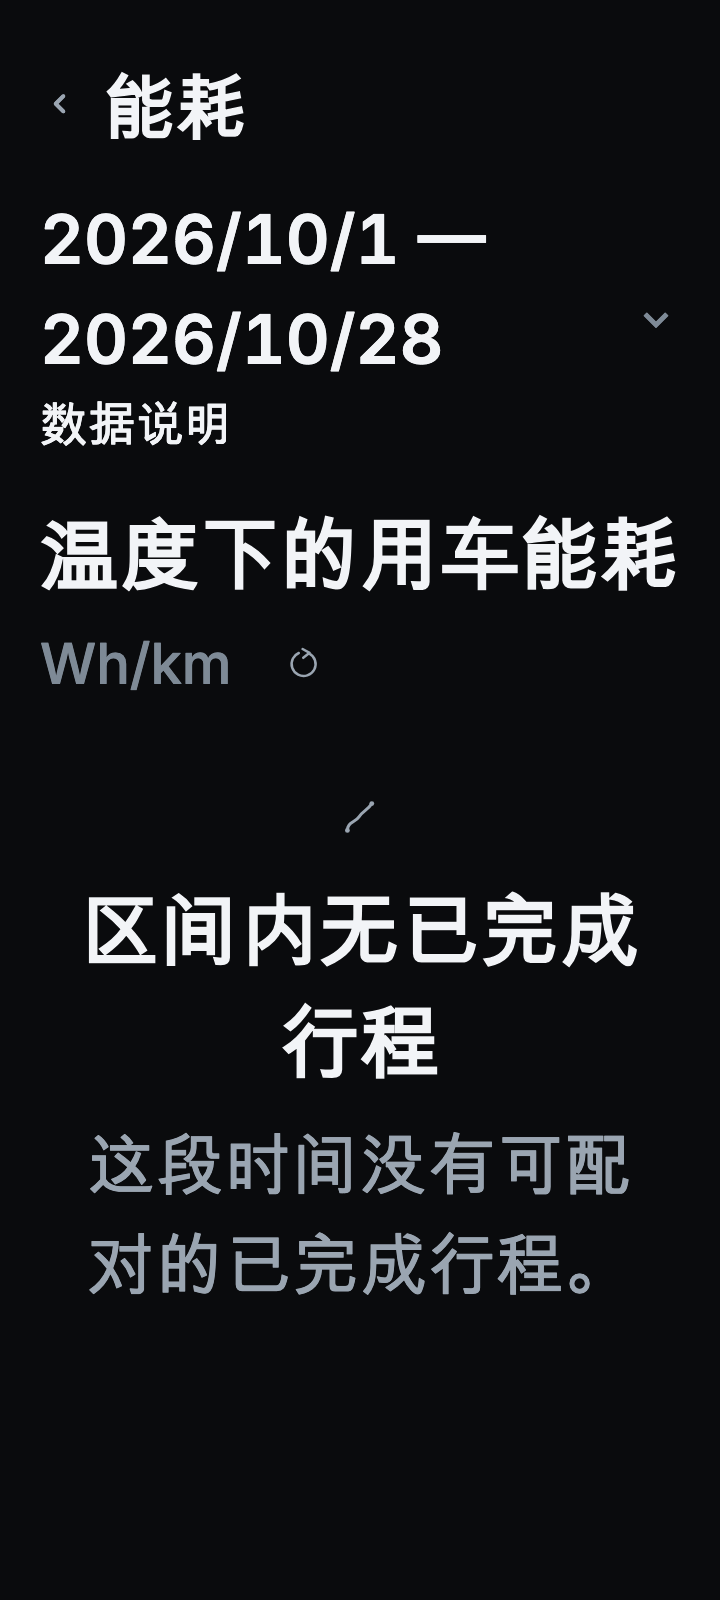 能耗
2026/10/1 —
2026/10/28
数据说明
温度下的用车能耗
Wh/km
区间内无已完成
行程
这段时间没有可配
对的已完成行程。